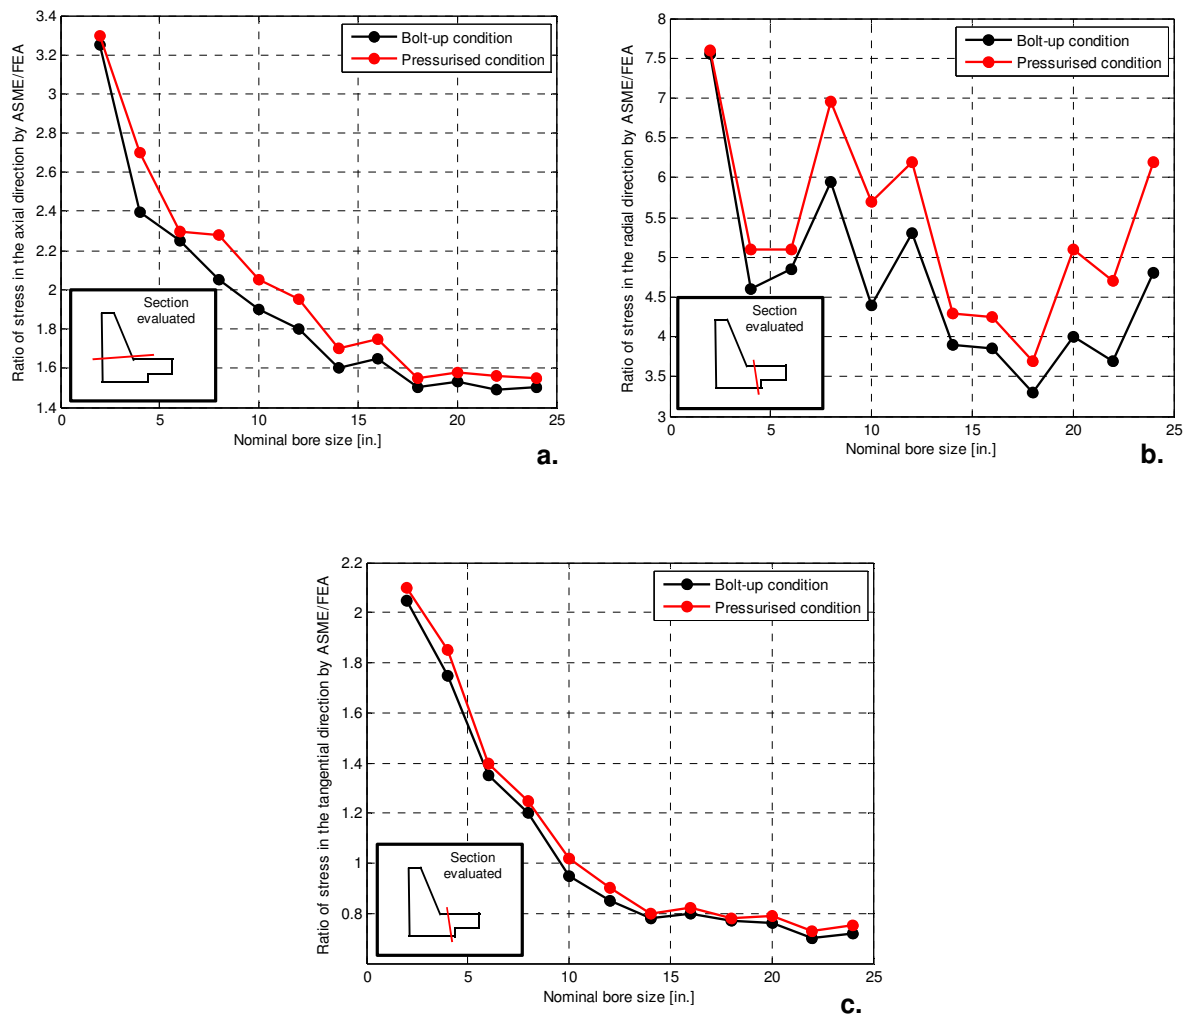 Ratio of stress in the axial direction by ASME/FEA
3.4
3.2
3
2.8
2.6
2.4
2.2
2
1.8
1.6
1.4
Bolt-up condition
Pressurised condition
Section
evaluated
0
5
10
15
20
25
Nominal bore size [in.]
a.
Ratio of stress in the radial direction by ASME/FEA
8
7.5
7
6.5
6
5.5
5
4.5
4
3.5
3
Bolt-up condition
Pressurised condition
Section
evaluated
0
5
10
15
20
25
Nominal bore size [in.]
b.
Ratio of stress in the tangential direction by ASME/FEA
2.2
2
1.8
1.6
1.4
1.2
1
0.8
Bolt-up condition
Pressurised condition
Section
evaluated
0
5
10
15
20
25
Nominal bore size [in.]
c.